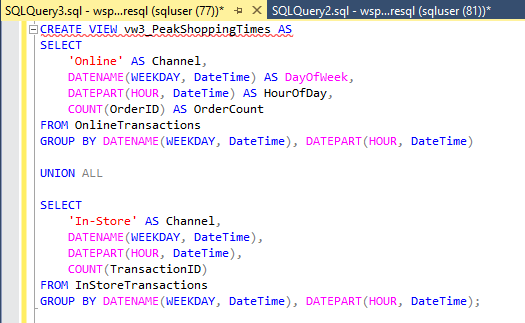 SQLQuery3.sql - wsp...resql (sqluser (77))*
SQLQuery2.sql - wsp...resql (sqluser (81))*
CREATE VIEW vw3_PeakShoppingTimes AS
SELECT
'Online' AS Channel,
DATENAME(WEEKDAY, DateTime) AS DayOfWeek,
DATEPART(HOUR, DateTime) AS HourOfDay,
COUNT(OrderID) AS OrderCount
FROM OnlineTransactions
GROUP BY DATENAME(WEEKDAY, DateTime), DATEPART(HOUR, DateTime)
UNION ALL
SELECT
'In-Store' AS Channel,
DATENAME(WEEKDAY, DateTime),
DATEPART(HOUR, DateTime),
COUNT(TransactionID)
FROM InStoreTransactions
GROUP BY DATENAME(WEEKDAY, DateTime), DATEPART(HOUR, DateTime);